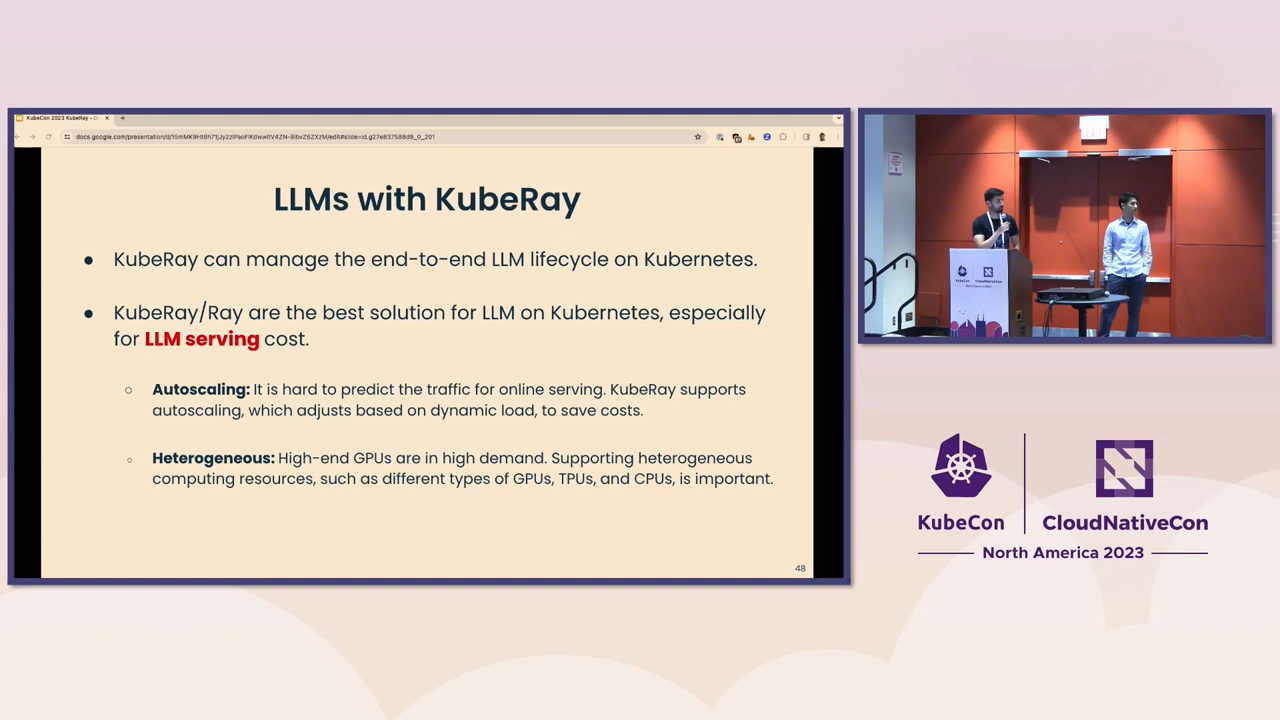 KubeCon 2023 KubeRay - G
LLMs with KubeRay
● KubeRay can manage the end-to-end LLM lifecycle on Kubernetes.
● KubeRay/Ray are the best solution for LLM on Kubernetes, especially
for LLM serving cost.
○ Autoscaling: It is hard to predict the traffic for online serving. KubeRay supports
autoscaling, which adjusts based on dynamic load, to save costs.
○ Heterogeneous: High-end GPUs are in high demand. Supporting heterogeneous
computing resources, such as different types of GPUs, TPUs, and CPUs, is important.
48
KubeCon
CloudNativeCon
North America 2023